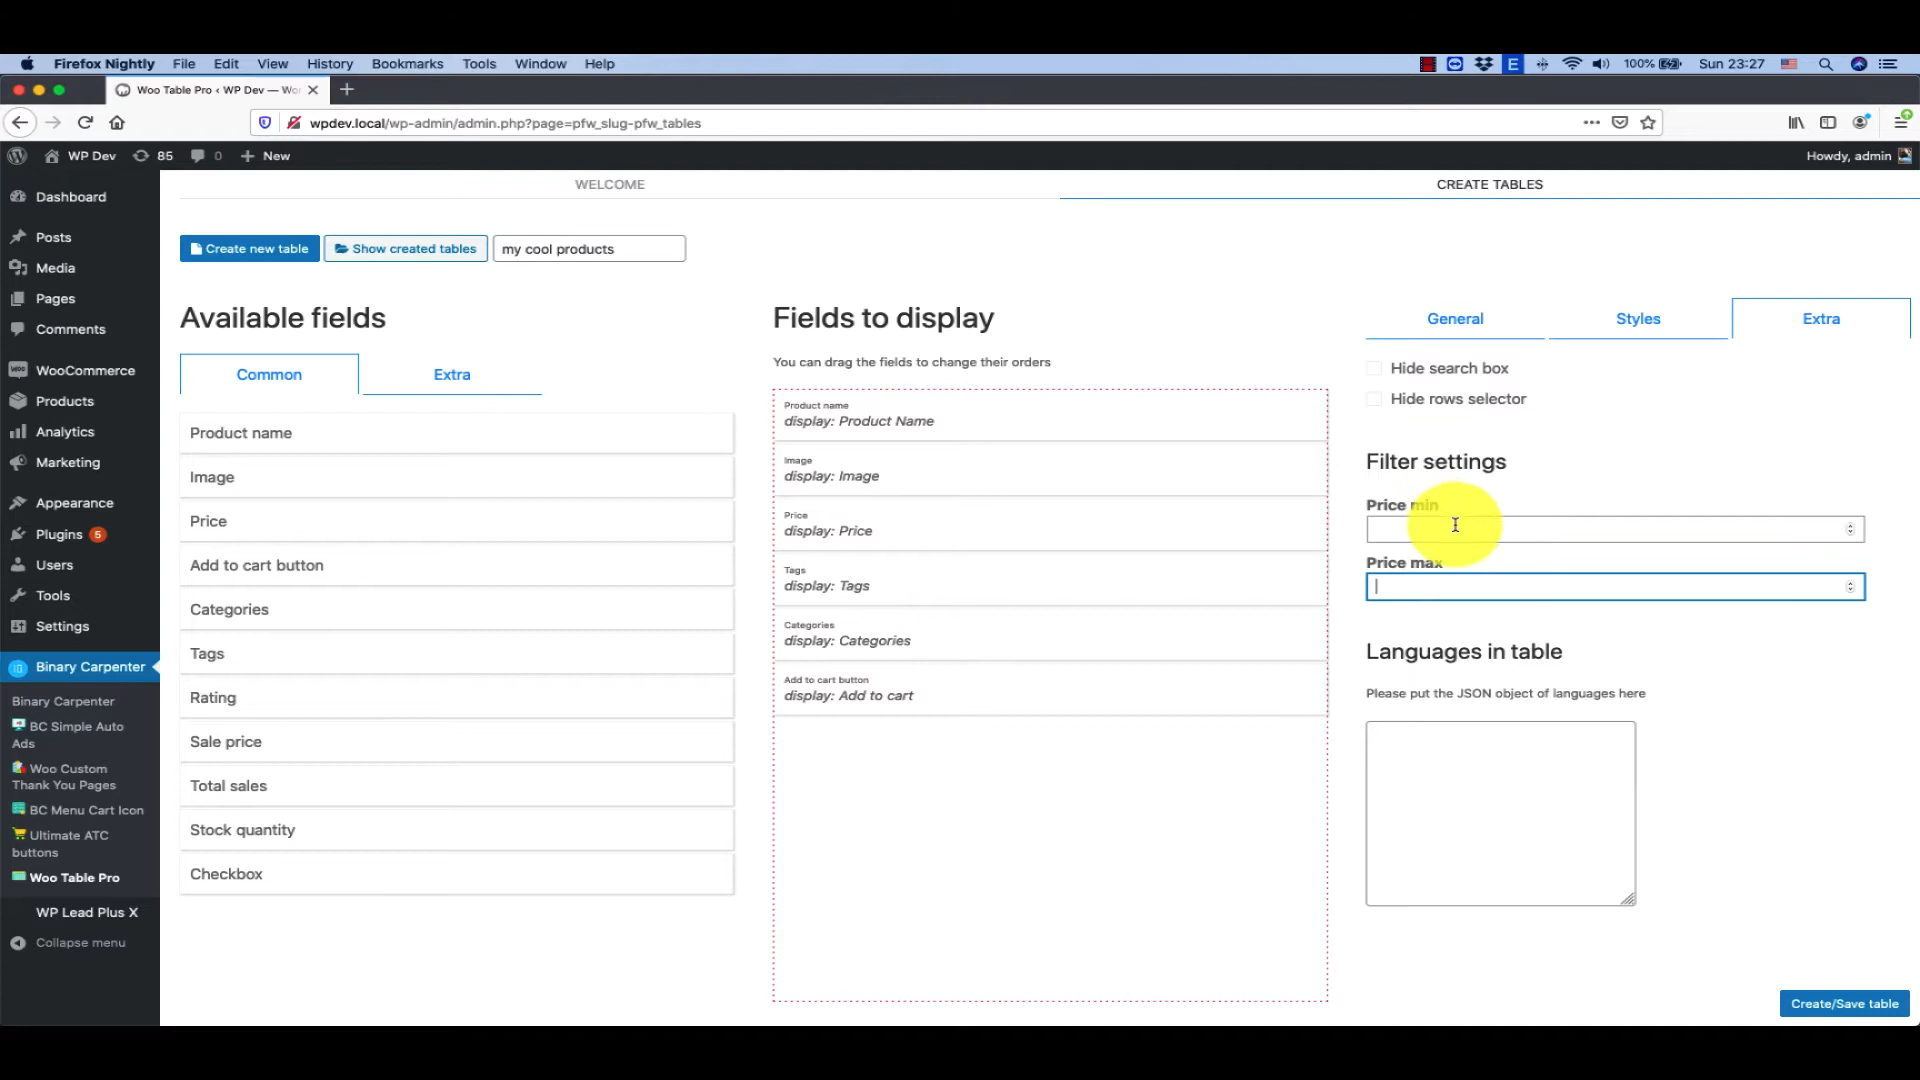 Firefox Nightly File Edit View History Bookmarks Tools Window Help
E 100% Sun 23:27
Woo Table Pro ‹ WP Dev — Wo
wpdev.local/wp-admin/admin.php?page=pfw_slug-pfw_tables
WP Dev 85 0 New
Howdy, admin
Dashboard
Posts
Media
Pages
Comments
WooCommerce
Products
Analytics
Marketing
Appearance
Plugins 5
Users
Tools
Settings
Binary Carpenter
Binary Carpenter
BC Simple Auto
Ads
Woo Custom
Thank You Pages
BC Menu Cart Icon
Ultimate ATC
buttons
Woo Table Pro
WP Lead Plus X
Collapse menu
WELCOME
CREATE TABLES
Create new table
Show created tables
my cool products
Available fields
Common
Extra
Product name
Image
Price
Add to cart button
Categories
Tags
Rating
Sale price
Total sales
Stock quantity
Checkbox
Fields to display
You can drag the fields to change their orders
Product name
display: Product Name
Image
display: Image
Price
display: Price
Tags
display: Tags
Categories
display: Categories
Add to cart button
display: Add to cart
General
Styles
Extra
Hide search box
Hide rows selector
Filter settings
Price min
Price max
Languages in table
Please put the JSON object of languages here
Create/Save table